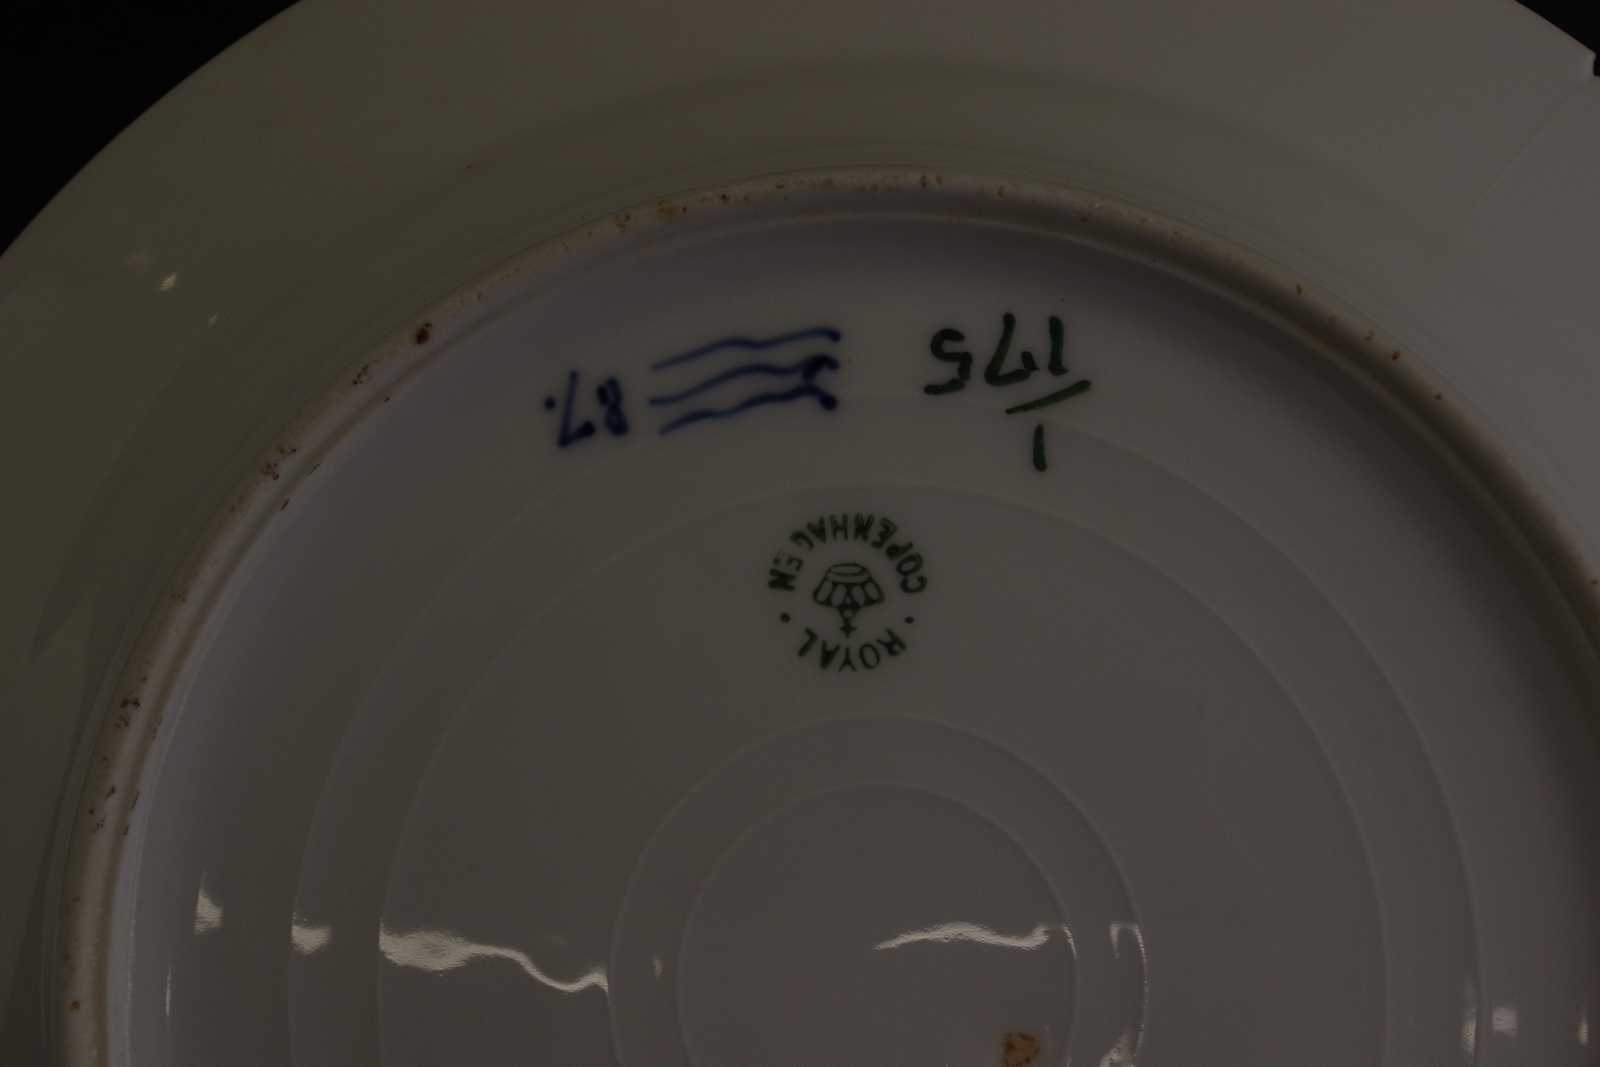 ROYAL
COPENHAGEN
1/175
87.